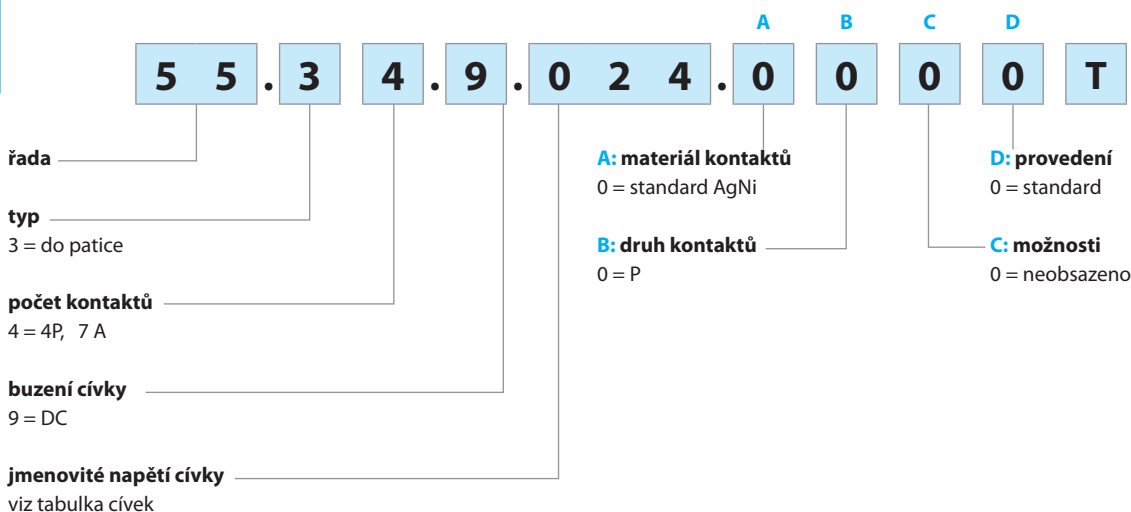 A B C D
5 5 . 3 4 . 9 . 0 2 4 . 0 0 0 0 T
řada
typ
3 = do patice
počet kontaktů
4 = 4P, 7 A
buzení cívky
9 = DC
jmenovité napětí cívky
viz tabulka cívek
A: materiál kontaktů
0 = standard AgNi
B: druh kontaktů
0 = P
D: provedení
0 = standard
C: možnosti
0 = neobsazeno